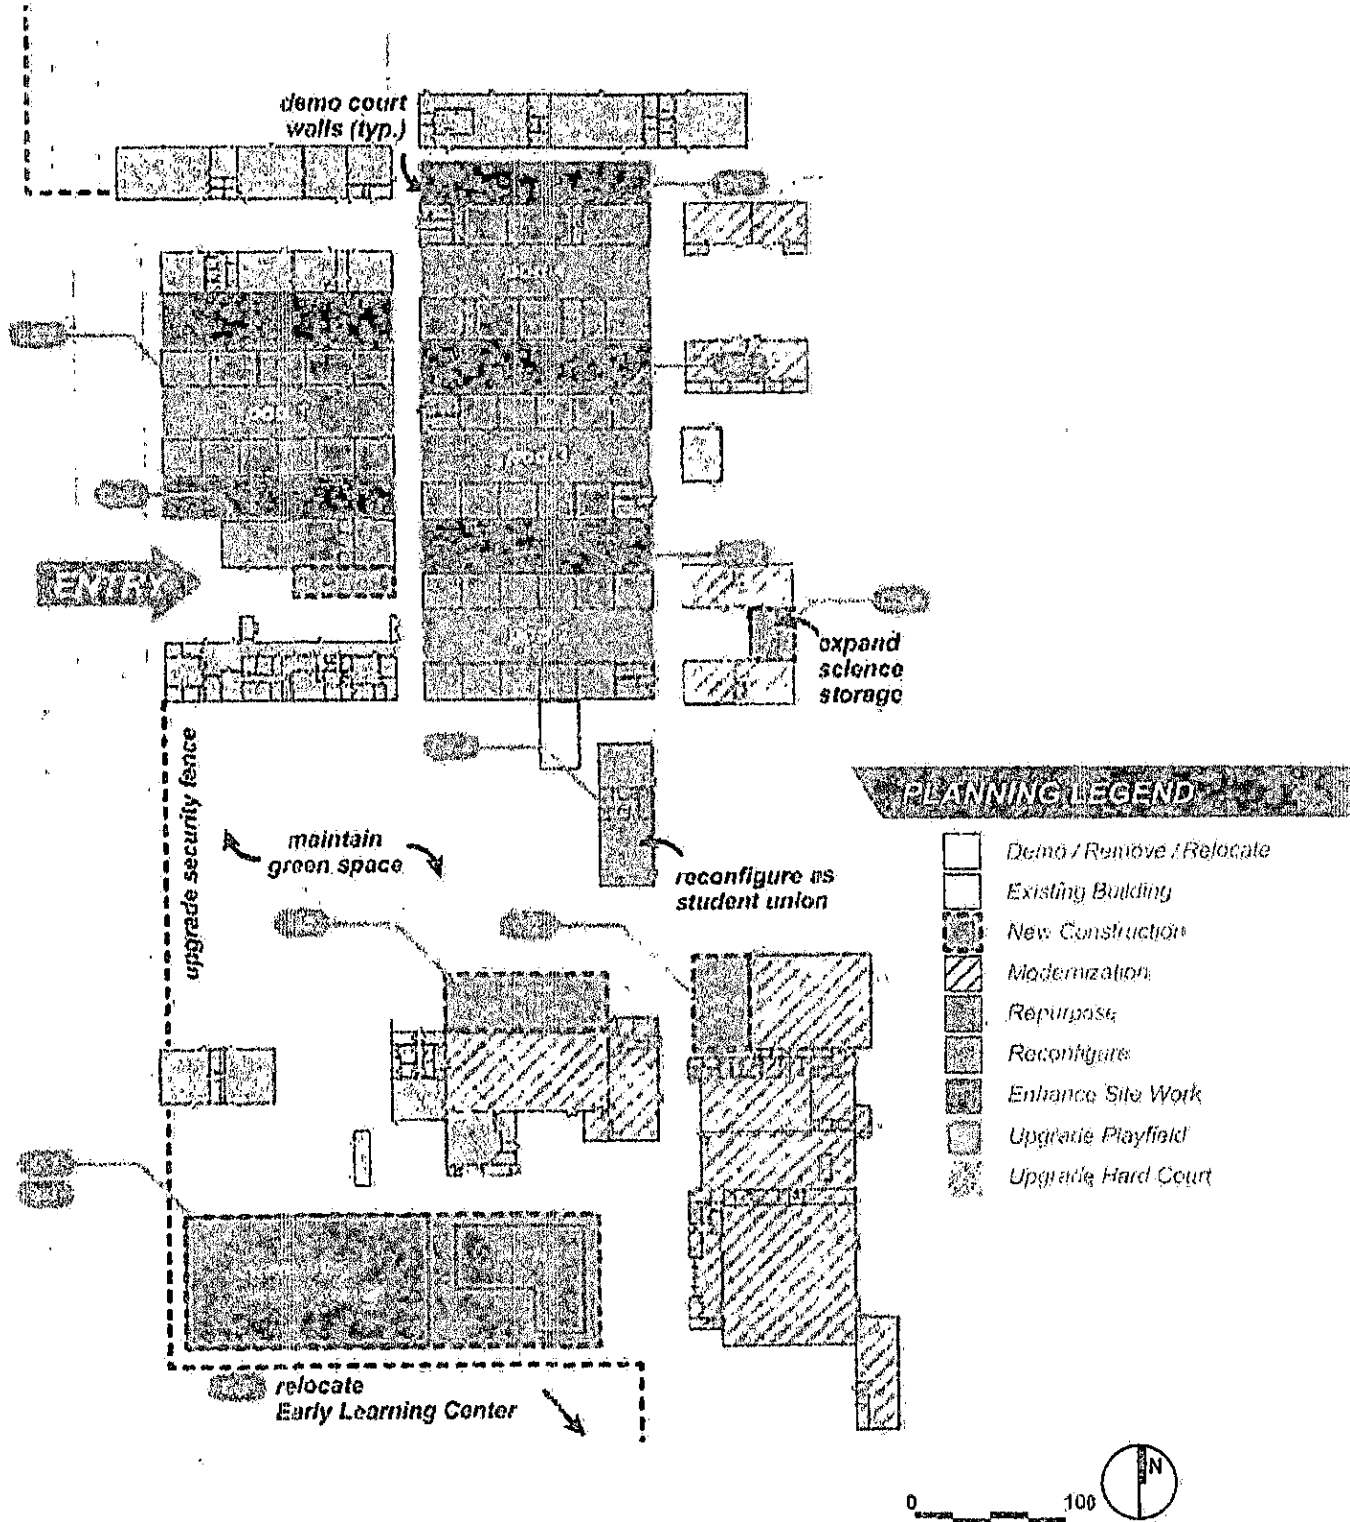 demo court
walls (typ.)
ENTRY
expand
science
storage
upgrade security fence
maintain
green space
reconfigure as
student union
PLANNING LEGEND
Demo / Remove / Relocate
Existing Building
New Construction
Modernization
Repurpose
Reconfigure
Enhance Site Work
Upgrade Playfield
Upgrade Hard Court
relocate
Early Learning Center
N
0 100